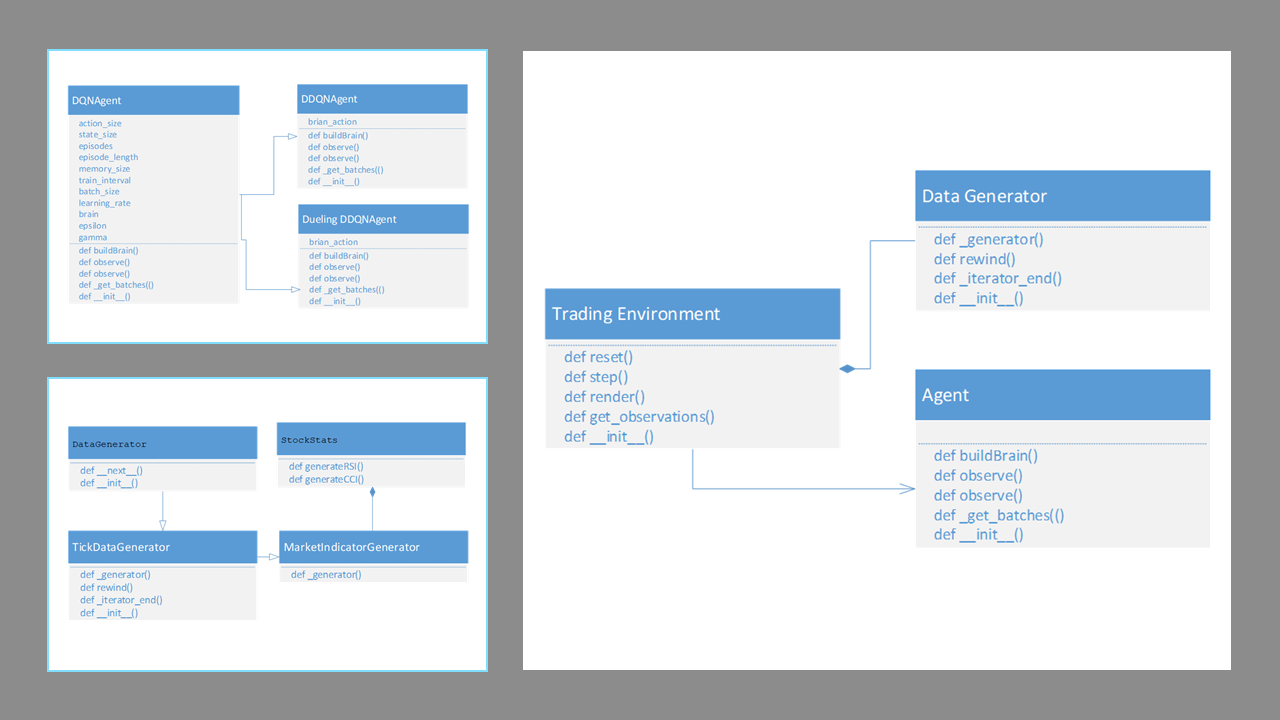 DQNAgent
action_size
state_size
episodes
episode_length
memory_size
train_interval
batch_size
learning_rate
brain
epsilon
gamma
def buildBrain()
def observe()
def observe()
def _get_batches(()
def __init__()
DDQNAgent
brian_action
def buildBrain()
def observe()
def observe()
def _get_batches(()
def __init__()
Dueling DDQNAgent
brian_action
def buildBrain()
def observe()
def observe()
def _get_batches(()
def __init__()
DataGenerator
def __next__()
def __init__()
StockStats
def generateRSI()
def generateCCI()
TickDataGenerator
def _generator()
def rewind()
def _iterator_end()
def __init__()
MarketIndicatorGenerator
def _generator()
Trading Environment
def reset()
def step()
def render()
def get_observations()
def __init__()
Data Generator
def _generator()
def rewind()
def _iterator_end()
def __init__()
Agent
def buildBrain()
def observe()
def observe()
def _get_batches(()
def __init__()